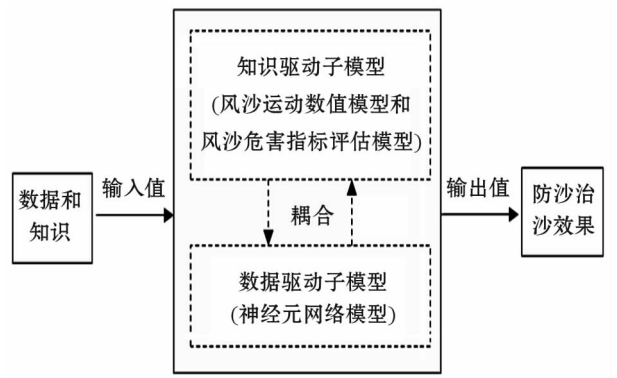 数据和
知识
输入值
知识驱动子模型
(风沙运动数值模型和
风沙危害指标评估模型)
耦合
数据驱动子模型
(神经元网络模型)
输出值
防沙治
沙效果